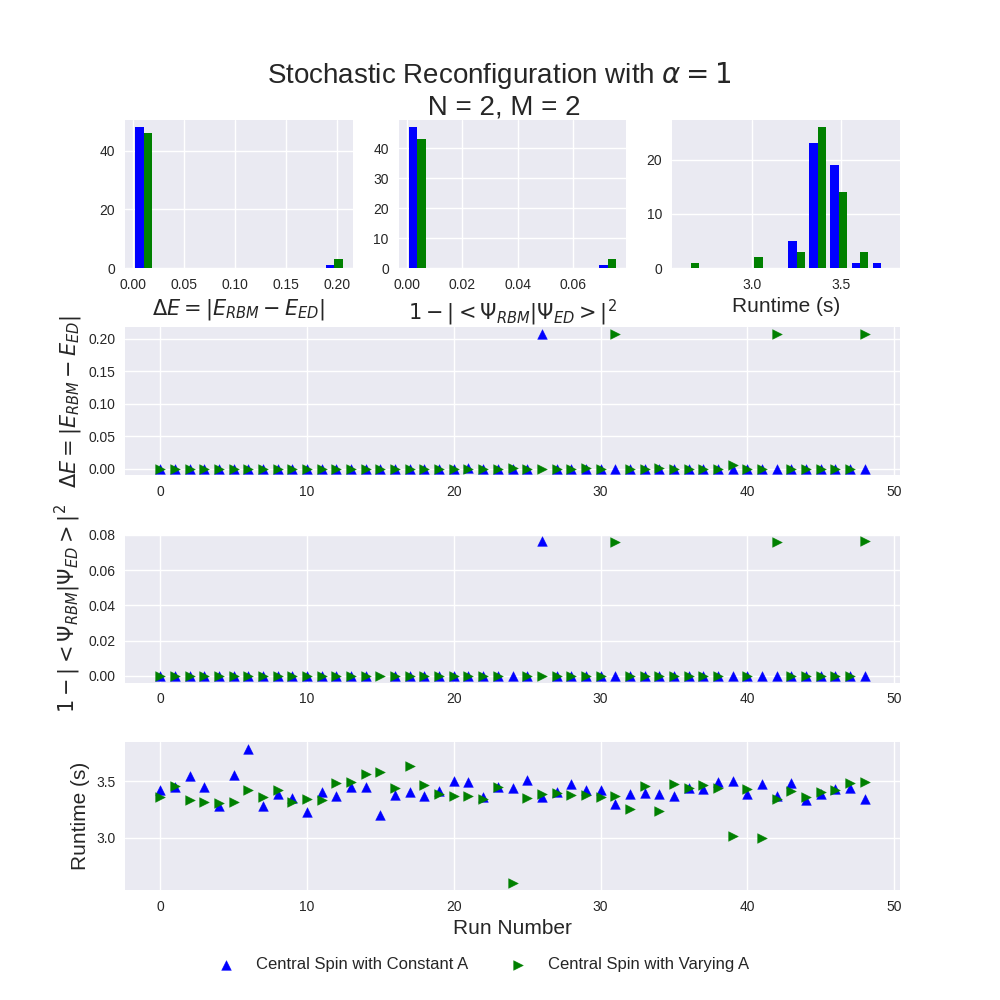 Stochastic Reconfiguration with α = 1
N = 2, M = 2
40
20
0
0.00 0.05 0.10 0.15 0.20
ΔE = |E_RBM − E_ED|
40
30
20
10
0
0.00 0.02 0.04 0.06
1 − | < Ψ_RBM|Ψ_ED > |²
20
10
0
3.0 3.5
Runtime (s)
ΔE = |E_RBM − E_ED|
0.20
0.15
0.10
0.05
0.00
0 10 20 30 40 50
1 − | < Ψ_RBM|Ψ_ED > |²
0.08
0.06
0.04
0.02
0.00
0 10 20 30 40 50
Runtime (s)
3.5
3.0
0 10 20 30 40 50
Run Number
Central Spin with Constant A Central Spin with Varying A